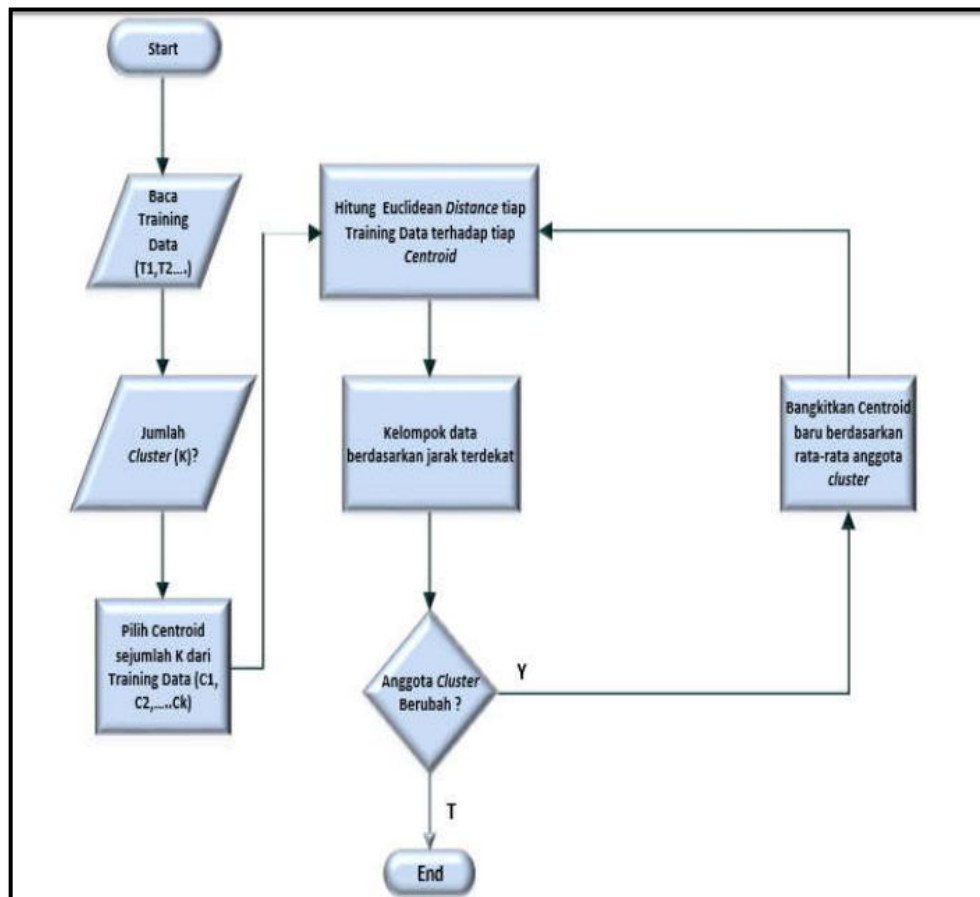 Start
Baca
Training
Data
(T1,T2....)
Jumlah
Cluster (K)?
Pilih Centroid
sejumlah K dari
Training Data (C1,
C2,.....Ck)
Hitung Euclidean Distance tiap
Training Data terhadap tiap
Centroid
Kelompok data
berdasarkan jarak terdekat
Anggota Cluster
Berubah ?
Y
Bangkitkan Centroid
baru berdasarkan
rata-rata anggota
cluster
T
End